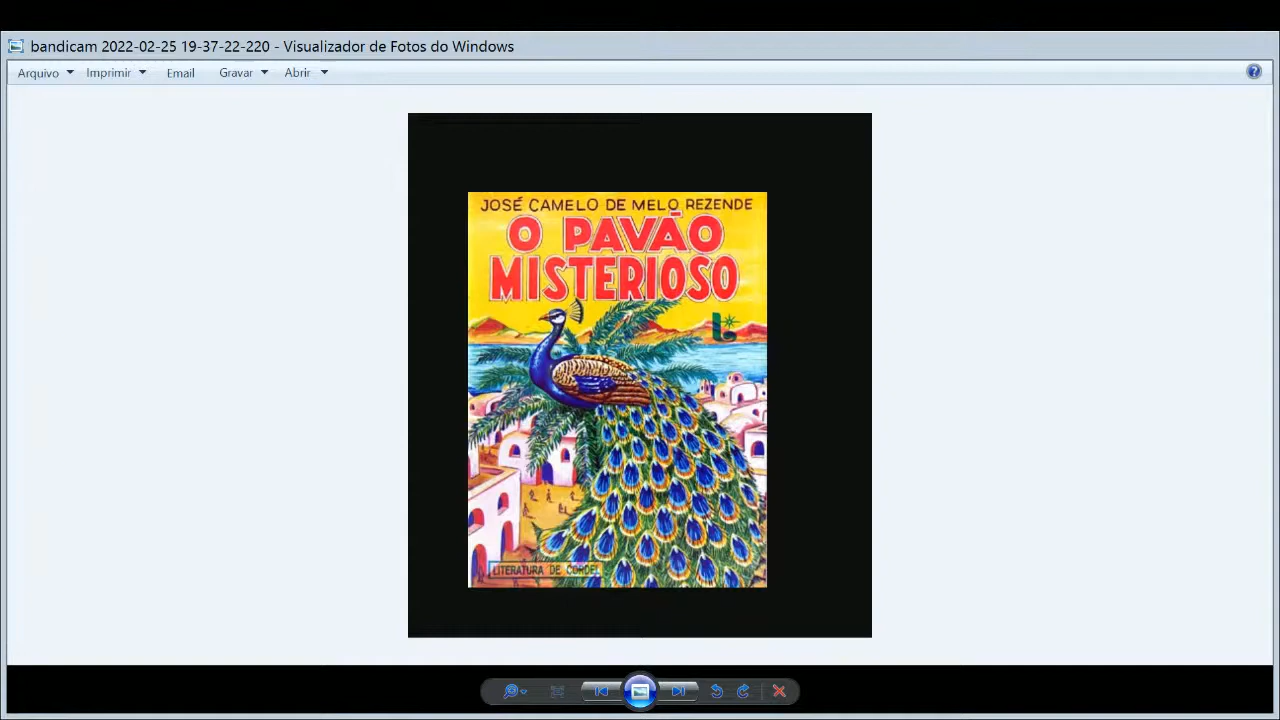 bandicam 2022-02-25 19-37-22-220 - Visualizador de Fotos do Windows
Arquivo Imprimir Email Gravar Abrir
JOSÉ CAMELO DE MELO REZENDE
O PAVÃO
MISTERIOSO
LITERATURA DE CORDEL